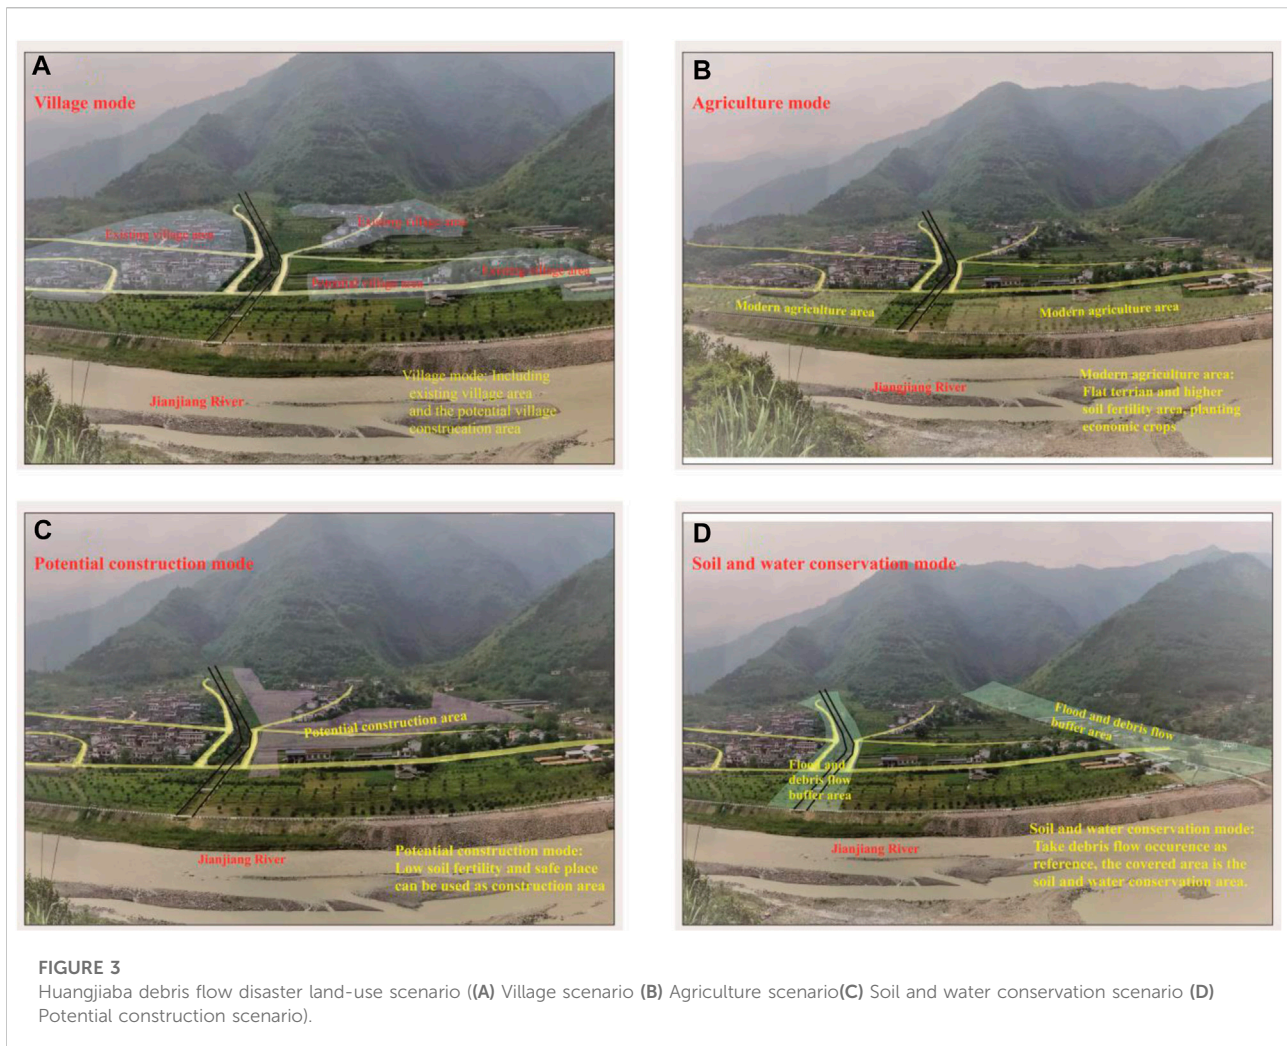 A
Village mode
Existing village area
Existing village area
Existing village area
Potential village area
Jianjiang River
Village mode: Including
existing village area
and the potential village
construcation area
B
Agriculture mode
Modern agriculture area
Modern agriculture area
Jiangjiang River
Modern agriculture area:
Flat terrian and higher
soil fertility area, planting
economic crops
C
Potential construction mode
Potential construction area
Jianjiang River
Potential construction mode:
Low soil fertility and safe place
can be used as construction area
D
Soil and water conservation mode
Flood and debris flow
buffer area
Flood and
debris flow
buffer area
Jianjiang River
Soil and water conservation mode:
Take debris flow occurence as
reference, the covered area is the
soil and water conservation area.
FIGURE 3
Huangjiaba debris flow disaster land-use scenario ((A) Village scenario (B) Agriculture scenario(C) Soil and water conservation scenario (D)
Potential construction scenario).